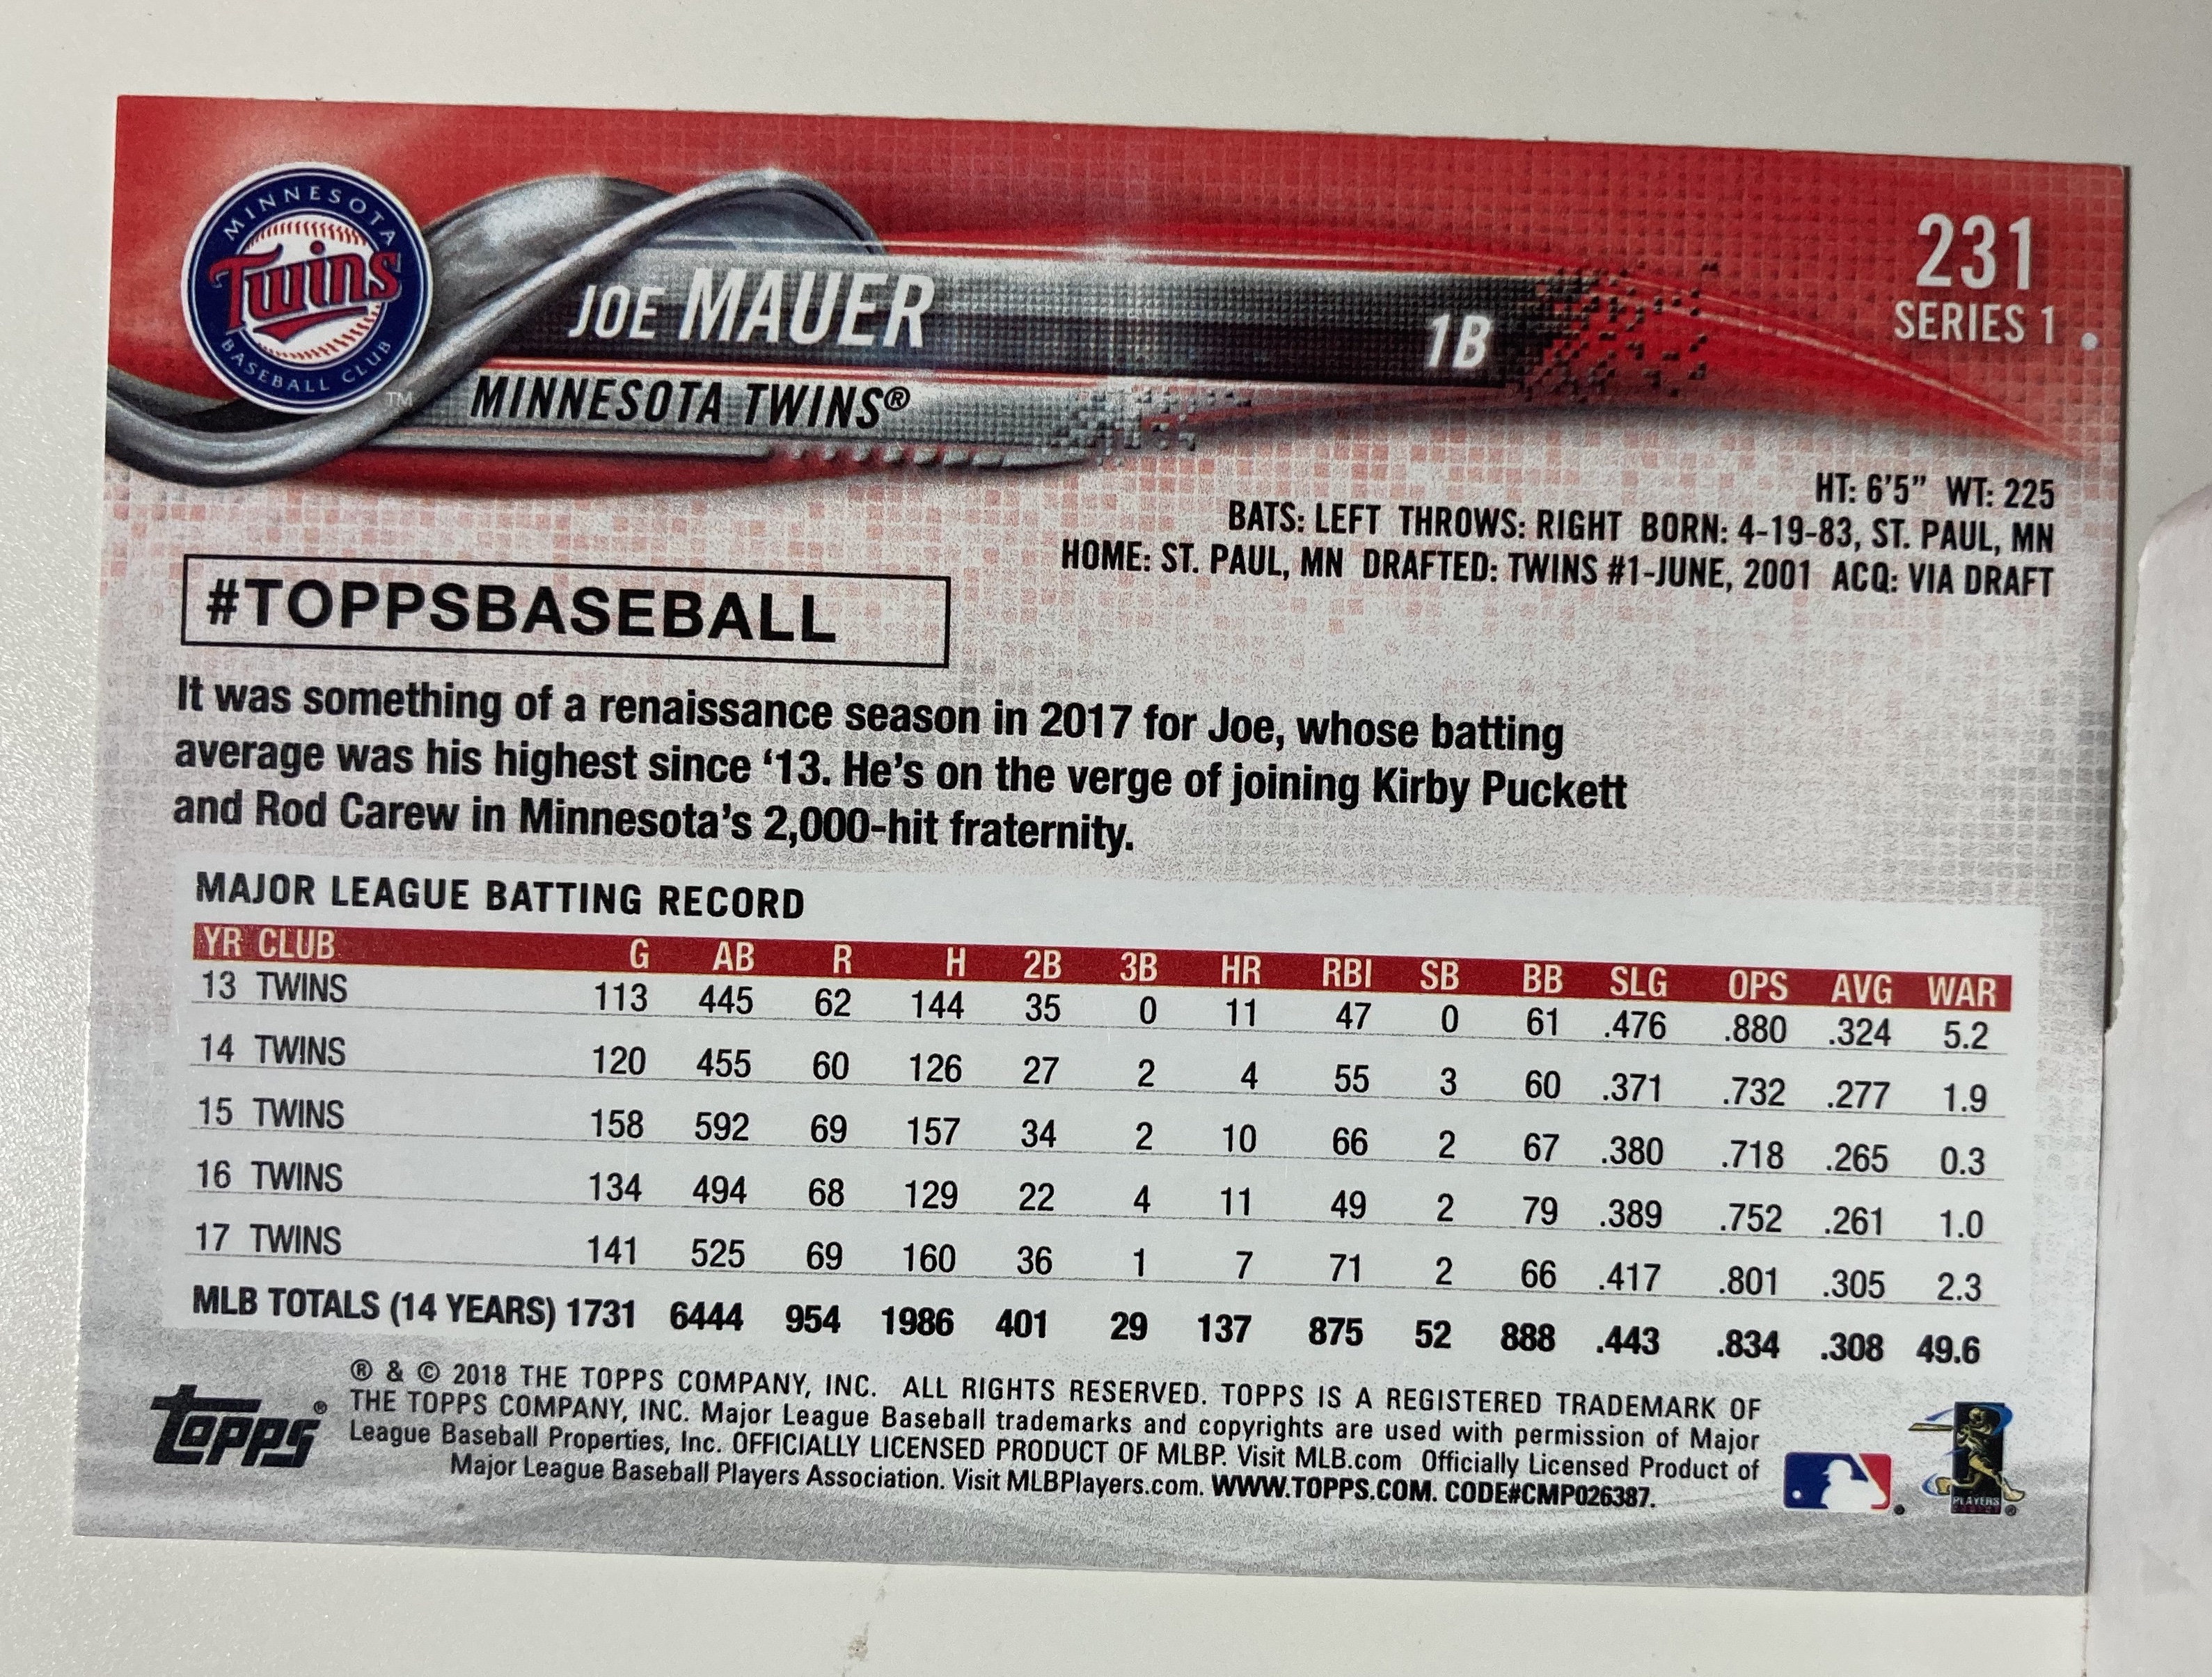 MINNESOTA
Twins
BASEBALL CLUB
TM
JOE MAUER
1B
231
SERIES 1
MINNESOTA TWINS®
HT: 6'5" WT: 225
BATS: LEFT THROWS: RIGHT BORN: 4-19-83, ST. PAUL, MN
HOME: ST. PAUL, MN DRAFTED: TWINS #1-JUNE, 2001 ACQ: VIA DRAFT
#TOPPSBASEBALL
It was something of a renaissance season in 2017 for Joe, whose batting
average was his highest since ‘13. He's on the verge of joining Kirby Puckett
and Rod Carew in Minnesota's 2,000-hit fraternity.
MAJOR LEAGUE BATTING RECORD
YR CLUB G AB R H 2B 3B HR RBI SB BB SLG OPS AVG WAR
13 TWINS 113 445 62 144 35 0 11 47 0 61 .476 .880 .324 5.2
14 TWINS 120 455 60 126 27 2 4 55 3 60 .371 .732 .277 1.9
15 TWINS 158 592 69 157 34 2 10 66 2 67 .380 .718 .265 0.3
16 TWINS 134 494 68 129 22 4 11 49 2 79 .389 .752 .261 1.0
17 TWINS 141 525 69 160 36 1 7 71 2 66 .417 .801 .305 2.3
MLB TOTALS (14 YEARS) 1731 6444 954 1986 401 29 137 875 52 888 .443 .834 .308 49.6
topps®
® & © 2018 THE TOPPS COMPANY, INC. ALL RIGHTS RESERVED. TOPPS IS A REGISTERED TRADEMARK OF
THE TOPPS COMPANY, INC. Major League Baseball trademarks and copyrights are used with permission of Major
League Baseball Properties, Inc. OFFICIALLY LICENSED PRODUCT OF MLBP. Visit MLB.com Officially Licensed Product of
Major League Baseball Players Association. Visit MLBPlayers.com. WWW.TOPPS.COM. CODE#CMP026387.
®
PLAYERS
®